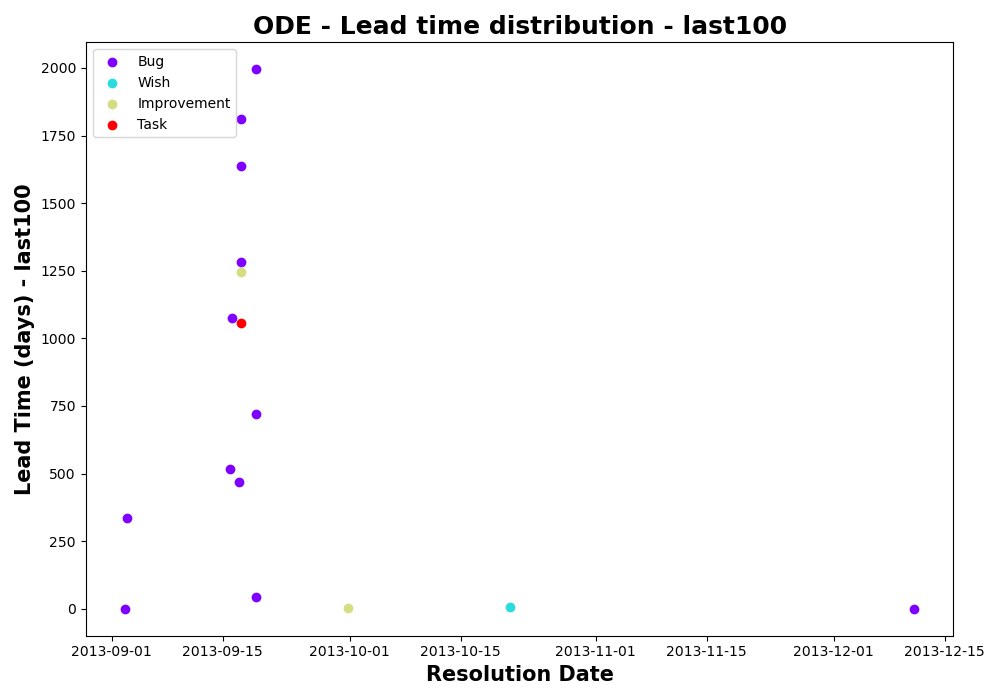 ODE - Lead time distribution - last100
Bug
Wish
Improvement
Task
Lead Time (days) - last100
2000
1750
1500
1250
1000
750
500
250
0
2013-09-01 2013-09-15 2013-10-01 2013-10-15 2013-11-01 2013-11-15 2013-12-01 2013-12-15
Resolution Date